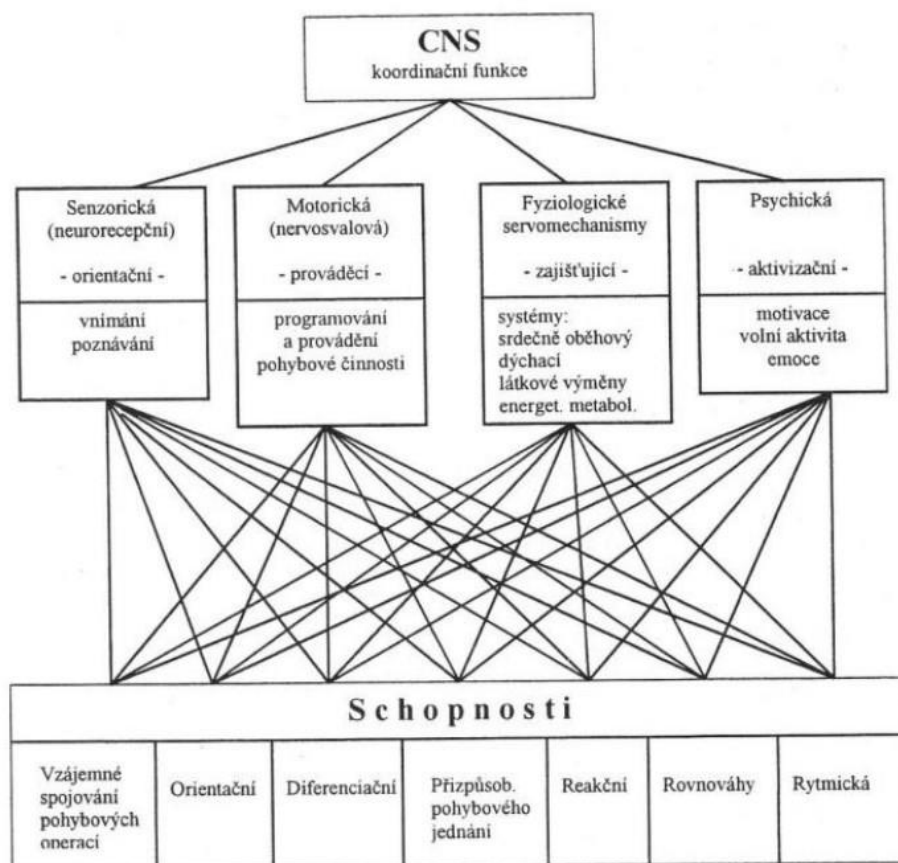 CNS
koordinační funkce
Senzorická
(neurorecepční)
- orientační -
vnímání
poznávání
Motorická
(nervosvalová)
- prováděcí -
programování
a provádění
pohybové činnosti
Fyziologické
servomechanismy
- zajišťující -
systémy:
srdečně oběhový
dýchací
látkové výměny
energet. metabol.
Psychická
- aktivizační -
motivace
volní aktivita
emoce
Schopnosti
Vzájemné
spojování
pohybových
operací
Orientační
Diferenciační
Přizpůsob.
pohybového
jednání
Reakční
Rovnováhy
Rytmická